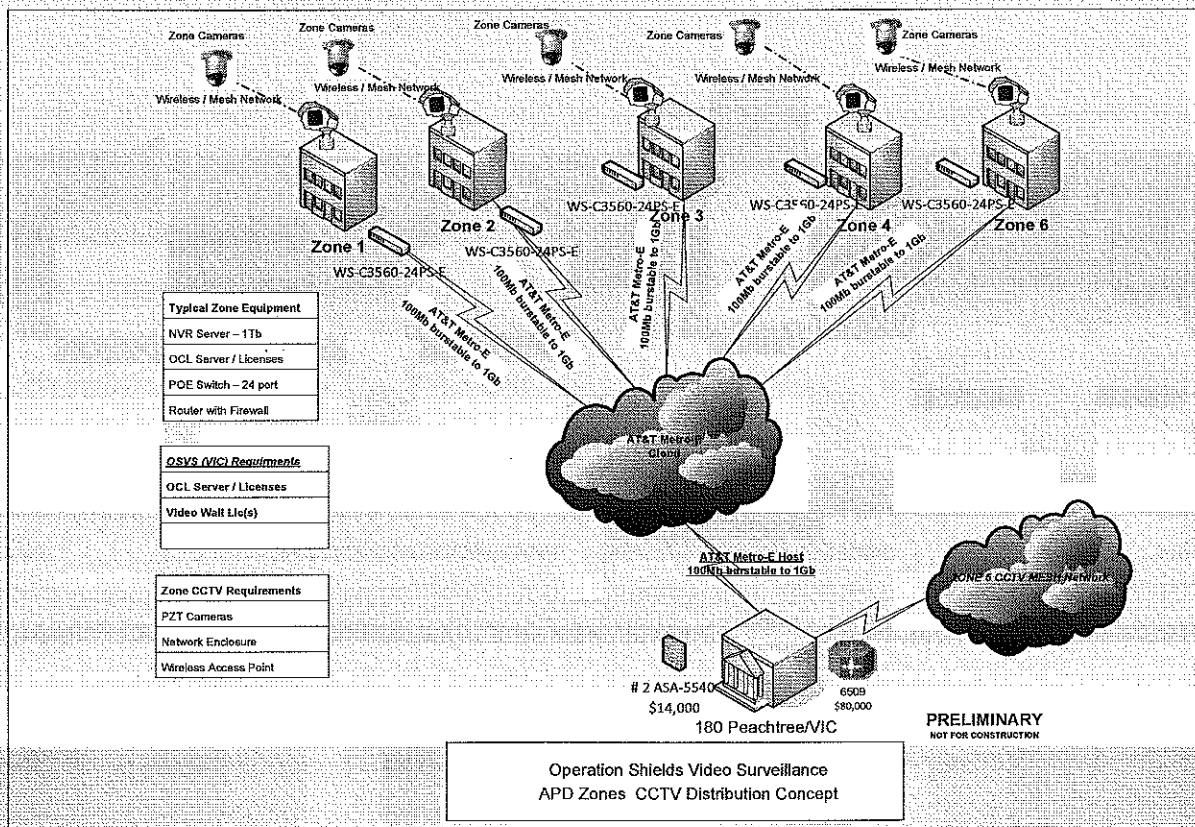 Zone Cameras
Zone Cameras
Zone Cameras
Zone Cameras
Zone Cameras
Wireless / Mesh Network
Wireless / Mesh Network
Wireless / Mesh Network
Wireless / Mesh Network
Wireless / Mesh Network
Zone 1
WS-C3560-24PS-E
Zone 2
WS-C3560-24PS-E
WS-C3560-24PS-E
Zone 3
WS-C3560-24PS-E
Zone 4
WS-C3560-24PS-E
Zone 6
AT&T Metro-E
100Mb burstable to 1Gb
AT&T Metro-E
100Mb burstable to 1Gb
AT&T Metro-E
100Mb burstable to 1Gb
AT&T Metro-E
100Mb burstable to 1Gb
AT&T Metro-E
100Mb burstable to 1Gb
Typical Zone Equipment
NVR Server – 1Tb
OCL Server / Licenses
POE Switch – 24 port
Router with Firewall
OSVS (VIC) Requirments
OCL Server / Licenses
Video Wall Lic(s)
Zone CCTV Requirements
PZT Cameras
Network Enclosure
Wireless Access Point
AT&T Metro-E
Cloud
AT&T Metro-E Host
100Mb burstable to 1Gb
ZONE 5 CCTV MESH Network
# 2 ASA-5540
$14,000
6509
$80,000
180 Peachtree/VIC
PRELIMINARY
NOT FOR CONSTRUCTION
Operation Shields Video Surveillance
APD Zones CCTV Distribution Concept